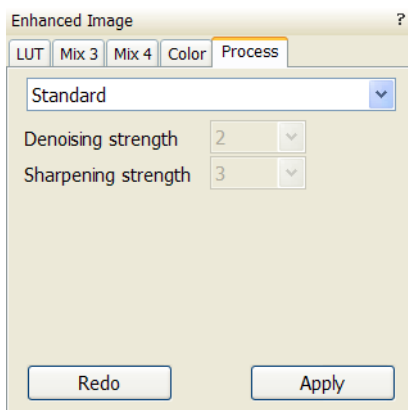 Enhanced Image ?
LUT Mix 3 Mix 4 Color Process
Standard
Denoising strength 2
Sharpening strength 3
Redo Apply